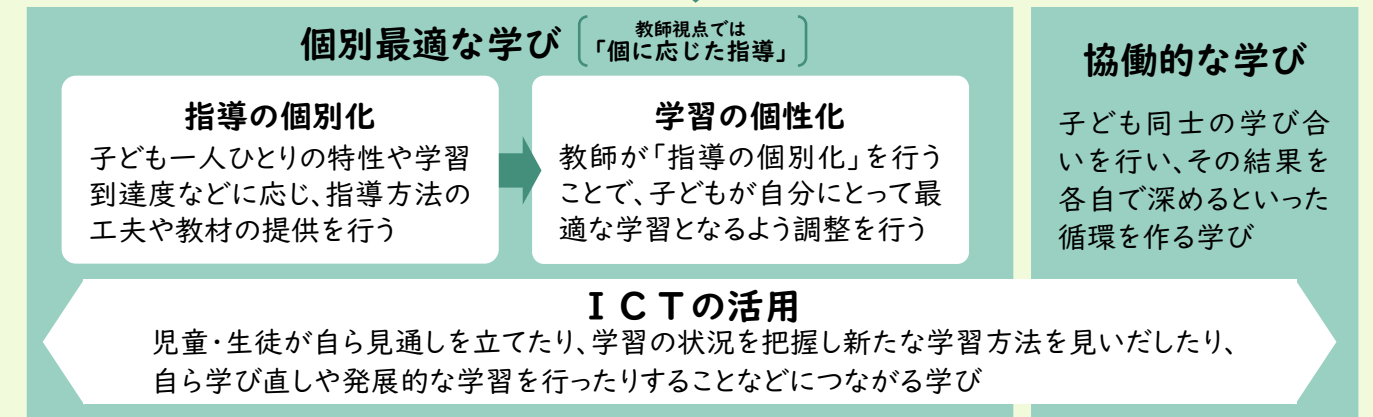 個別最適な学び
教師視点では
「個に応じた指導」
指導の個別化
子ども一人ひとりの特性や学習
到達度などに応じ、指導方法の
工夫や教材の提供を行う
学習の個性化
教師が「指導の個別化」を行う
ことで、子どもが自分にとって最
適な学習となるよう調整を行う
協働的な学び
子ども同士の学び合
いを行い、その結果を
各自で深めるといった
循環を作る学び
ICTの活用
児童・生徒が自ら見通しを立てたり、学習の状況を把握し新たな学習方法を見いだしたり、
自ら学び直しや発展的な学習を行ったりすることなどにつながる学び